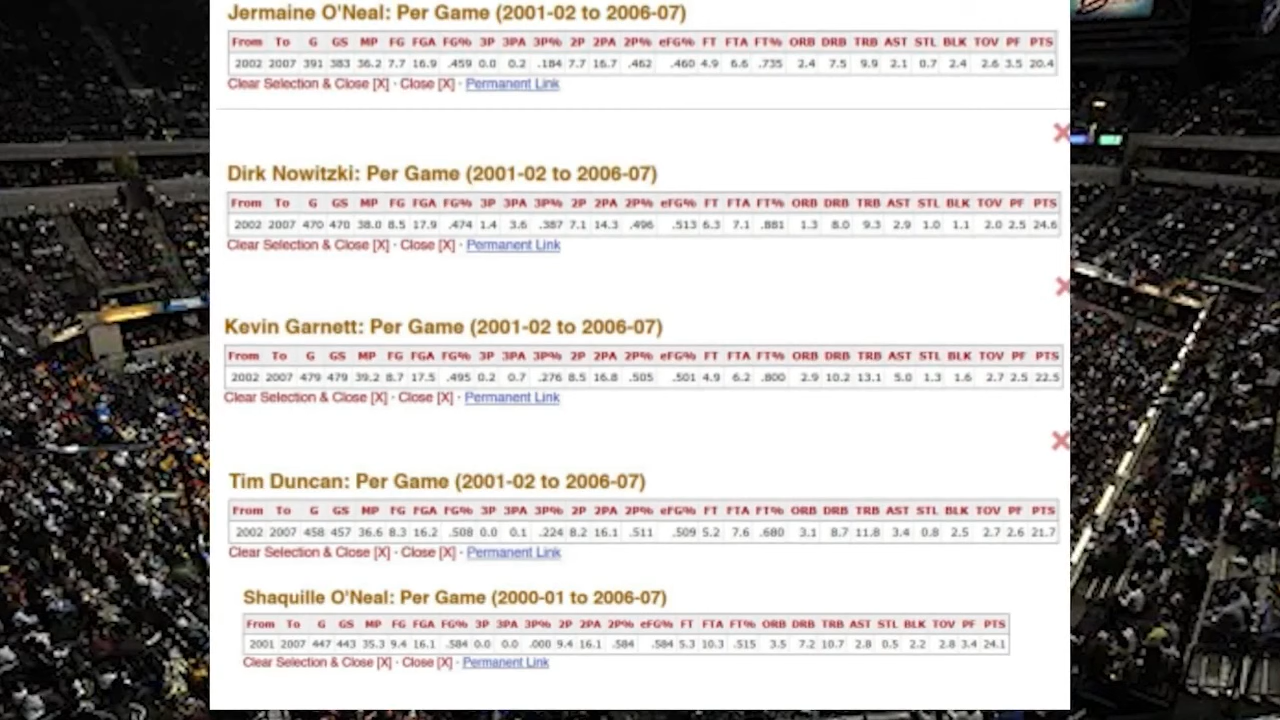 Jermaine O'Neal: Per Game (2001-02 to 2006-07)
From To G GS MP FG FGA FG% 3P 3PA 3P% 2P 2PA 2P% eFG% FT FTA FT% ORB DRB TRB AST STL BLK TOV PF PTS
2002 2007 391 383 36.2 7.7 16.9 .459 0.0 0.2 .184 7.7 16.7 .462 .460 4.9 6.6 .735 2.4 7.5 9.9 2.1 0.7 2.4 2.6 3.5 20.4
Clear Selection & Close [X] · Close [X] · Permanent Link
Dirk Nowitzki: Per Game (2001-02 to 2006-07)
From To G GS MP FG FGA FG% 3P 3PA 3P% 2P 2PA 2P% eFG% FT FTA FT% ORB DRB TRB AST STL BLK TOV PF PTS
2002 2007 470 470 38.0 8.5 17.9 .474 1.4 3.6 .387 7.1 14.3 .496 .513 6.3 7.1 .881 1.3 8.0 9.3 2.9 1.0 1.1 2.0 2.5 24.6
Clear Selection & Close [X] · Close [X] · Permanent Link
Kevin Garnett: Per Game (2001-02 to 2006-07)
From To G GS MP FG FGA FG% 3P 3PA 3P% 2P 2PA 2P% eFG% FT FTA FT% ORB DRB TRB AST STL BLK TOV PF PTS
2002 2007 479 479 39.2 8.7 17.5 .495 0.2 0.7 .276 8.5 16.8 .505 .501 4.9 6.2 .800 2.9 10.2 13.1 5.0 1.3 1.6 2.7 2.5 22.5
Clear Selection & Close [X] · Close [X] · Permanent Link
Tim Duncan: Per Game (2001-02 to 2006-07)
From To G GS MP FG FGA FG% 3P 3PA 3P% 2P 2PA 2P% eFG% FT FTA FT% ORB DRB TRB AST STL BLK TOV PF PTS
2002 2007 458 457 36.6 8.3 16.2 .508 0.0 0.1 .224 8.2 16.1 .511 .509 5.2 7.6 .680 3.1 8.7 11.8 3.4 0.8 2.5 2.7 2.6 21.7
Clear Selection & Close [X] · Close [X] · Permanent Link
Shaquille O'Neal: Per Game (2000-01 to 2006-07)
From To G GS MP FG FGA FG% 3P 3PA 3P% 2P 2PA 2P% eFG% FT FTA FT% ORB DRB TRB AST STL BLK TOV PF PTS
2001 2007 447 443 35.3 9.4 16.1 .584 0.0 0.0 .000 9.4 16.1 .584 .584 5.3 10.3 .515 3.5 7.2 10.7 2.8 0.5 2.2 2.8 3.4 24.1
Clear Selection & Close [X] · Close [X] · Permanent Link